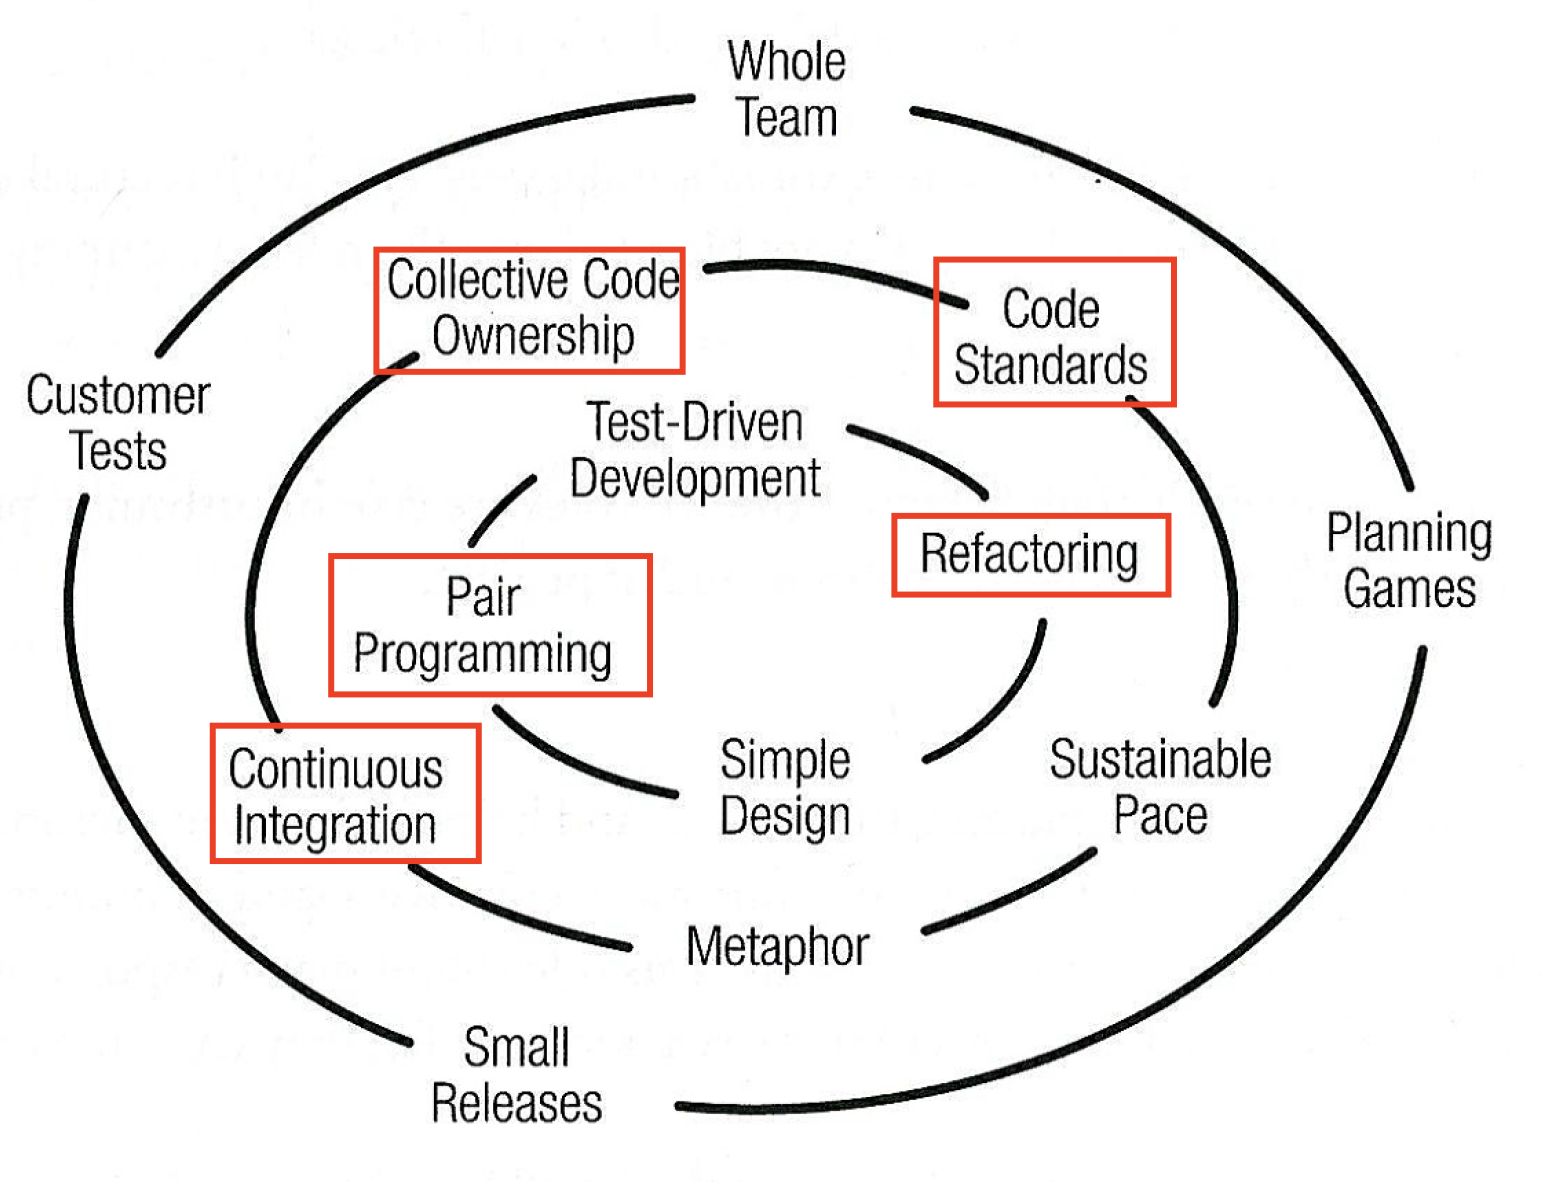 Whole
Team
Collective Code
Ownership
Code
Standards
Customer
Tests
Test-Driven
Development
Refactoring
Planning
Games
Pair
Programming
Continuous
Integration
Simple
Design
Sustainable
Pace
Metaphor
Small
Releases